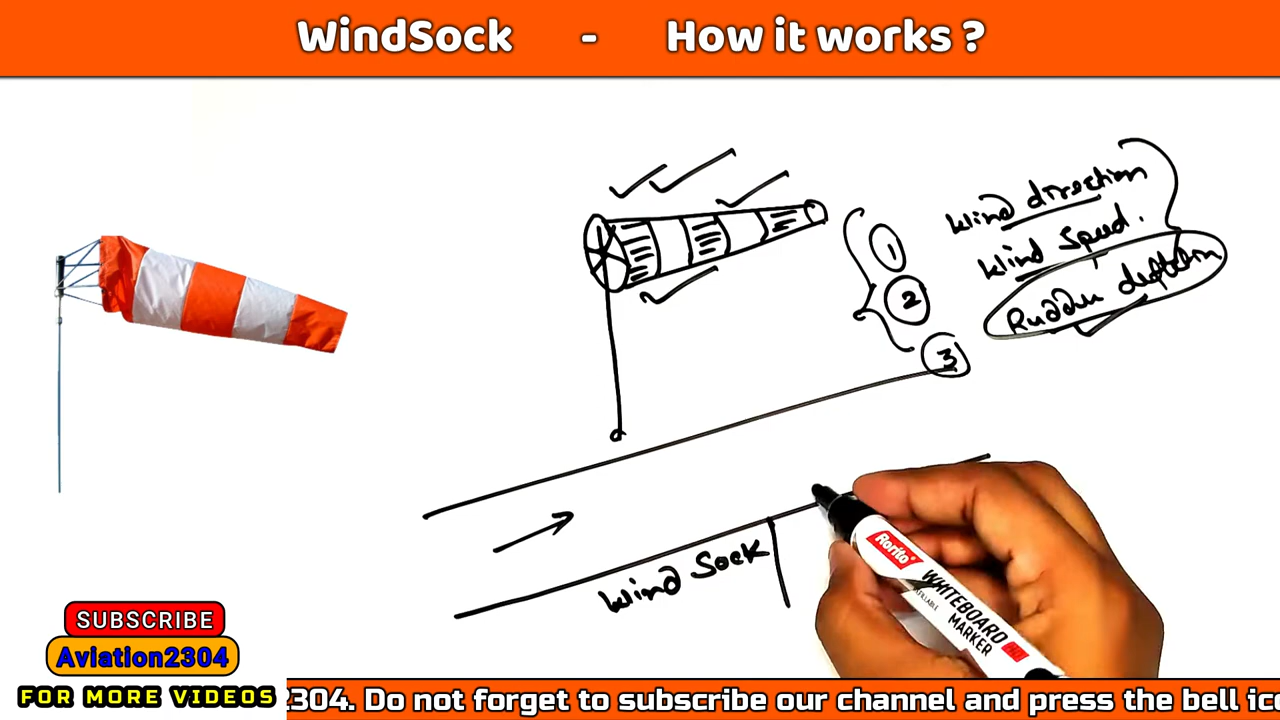 WindSock - How it works ?
Wind direction
Wind speed.
Rudder deflection
1
2
3
Wind Sock
Rorito
WHITEBOARD
MARKER
SUBSCRIBE
Aviation2304
FOR MORE VIDEOS
2304. Do not forget to subscribe our channel and press the bell ico